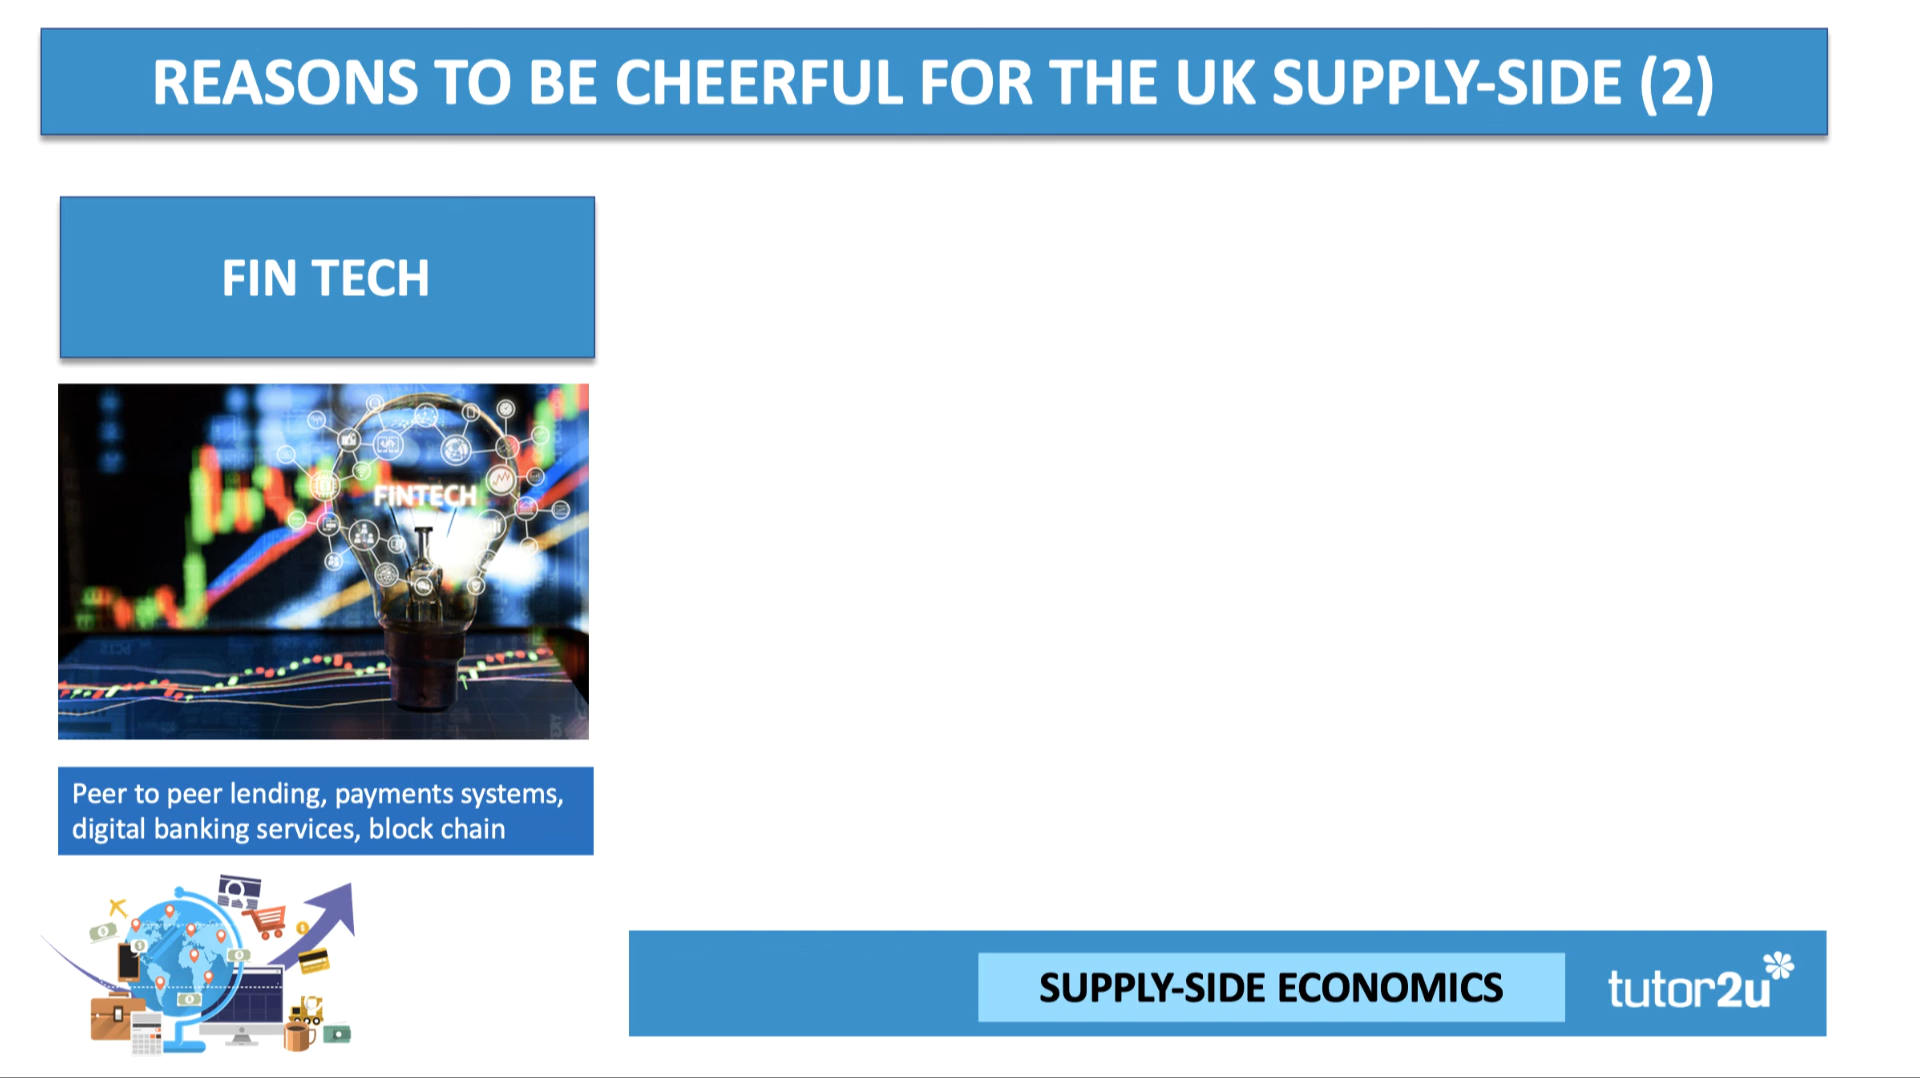 REASONS TO BE CHEERFUL FOR THE UK SUPPLY-SIDE (2)
FIN TECH
FINTECH
Peer to peer lending, payments systems,
digital banking services, block chain
SUPPLY-SIDE ECONOMICS
tutor2u